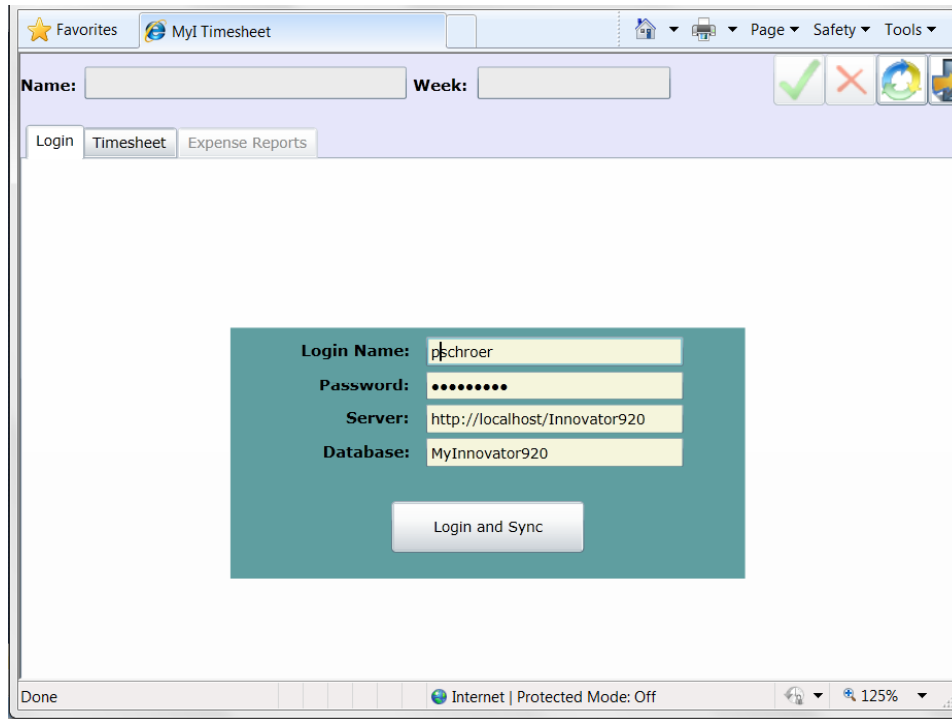 Favorites MyI Timesheet Page Safety Tools
Name: Week:
Login Timesheet Expense Reports
Login Name: pschroer
Password: •••••••••
Server: http://localhost/Innovator920
Database: MyInnovator920
Login and Sync
Done Internet | Protected Mode: Off 125%